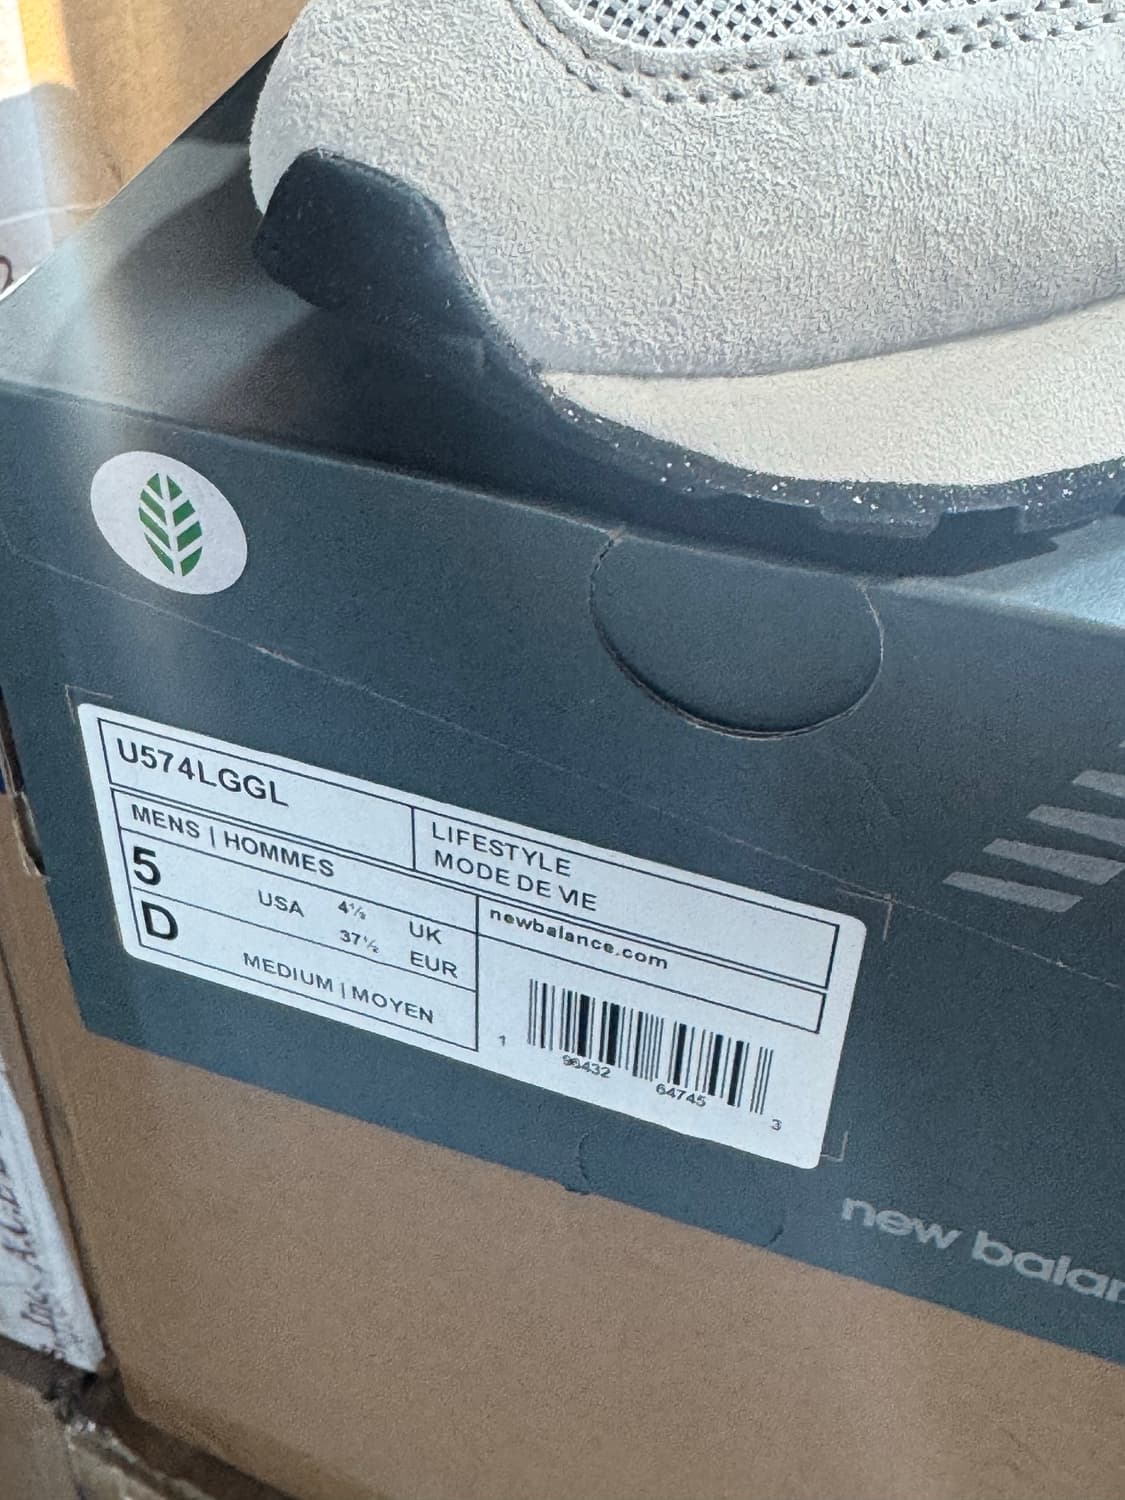 U574LGGL
LIFESTYLE
MODE DE VIE
MENS | HOMMES
5
USA
4½
UK
37½
EUR
D
MEDIUM | MOYEN
newbalance.com
1
64745
3
new balan